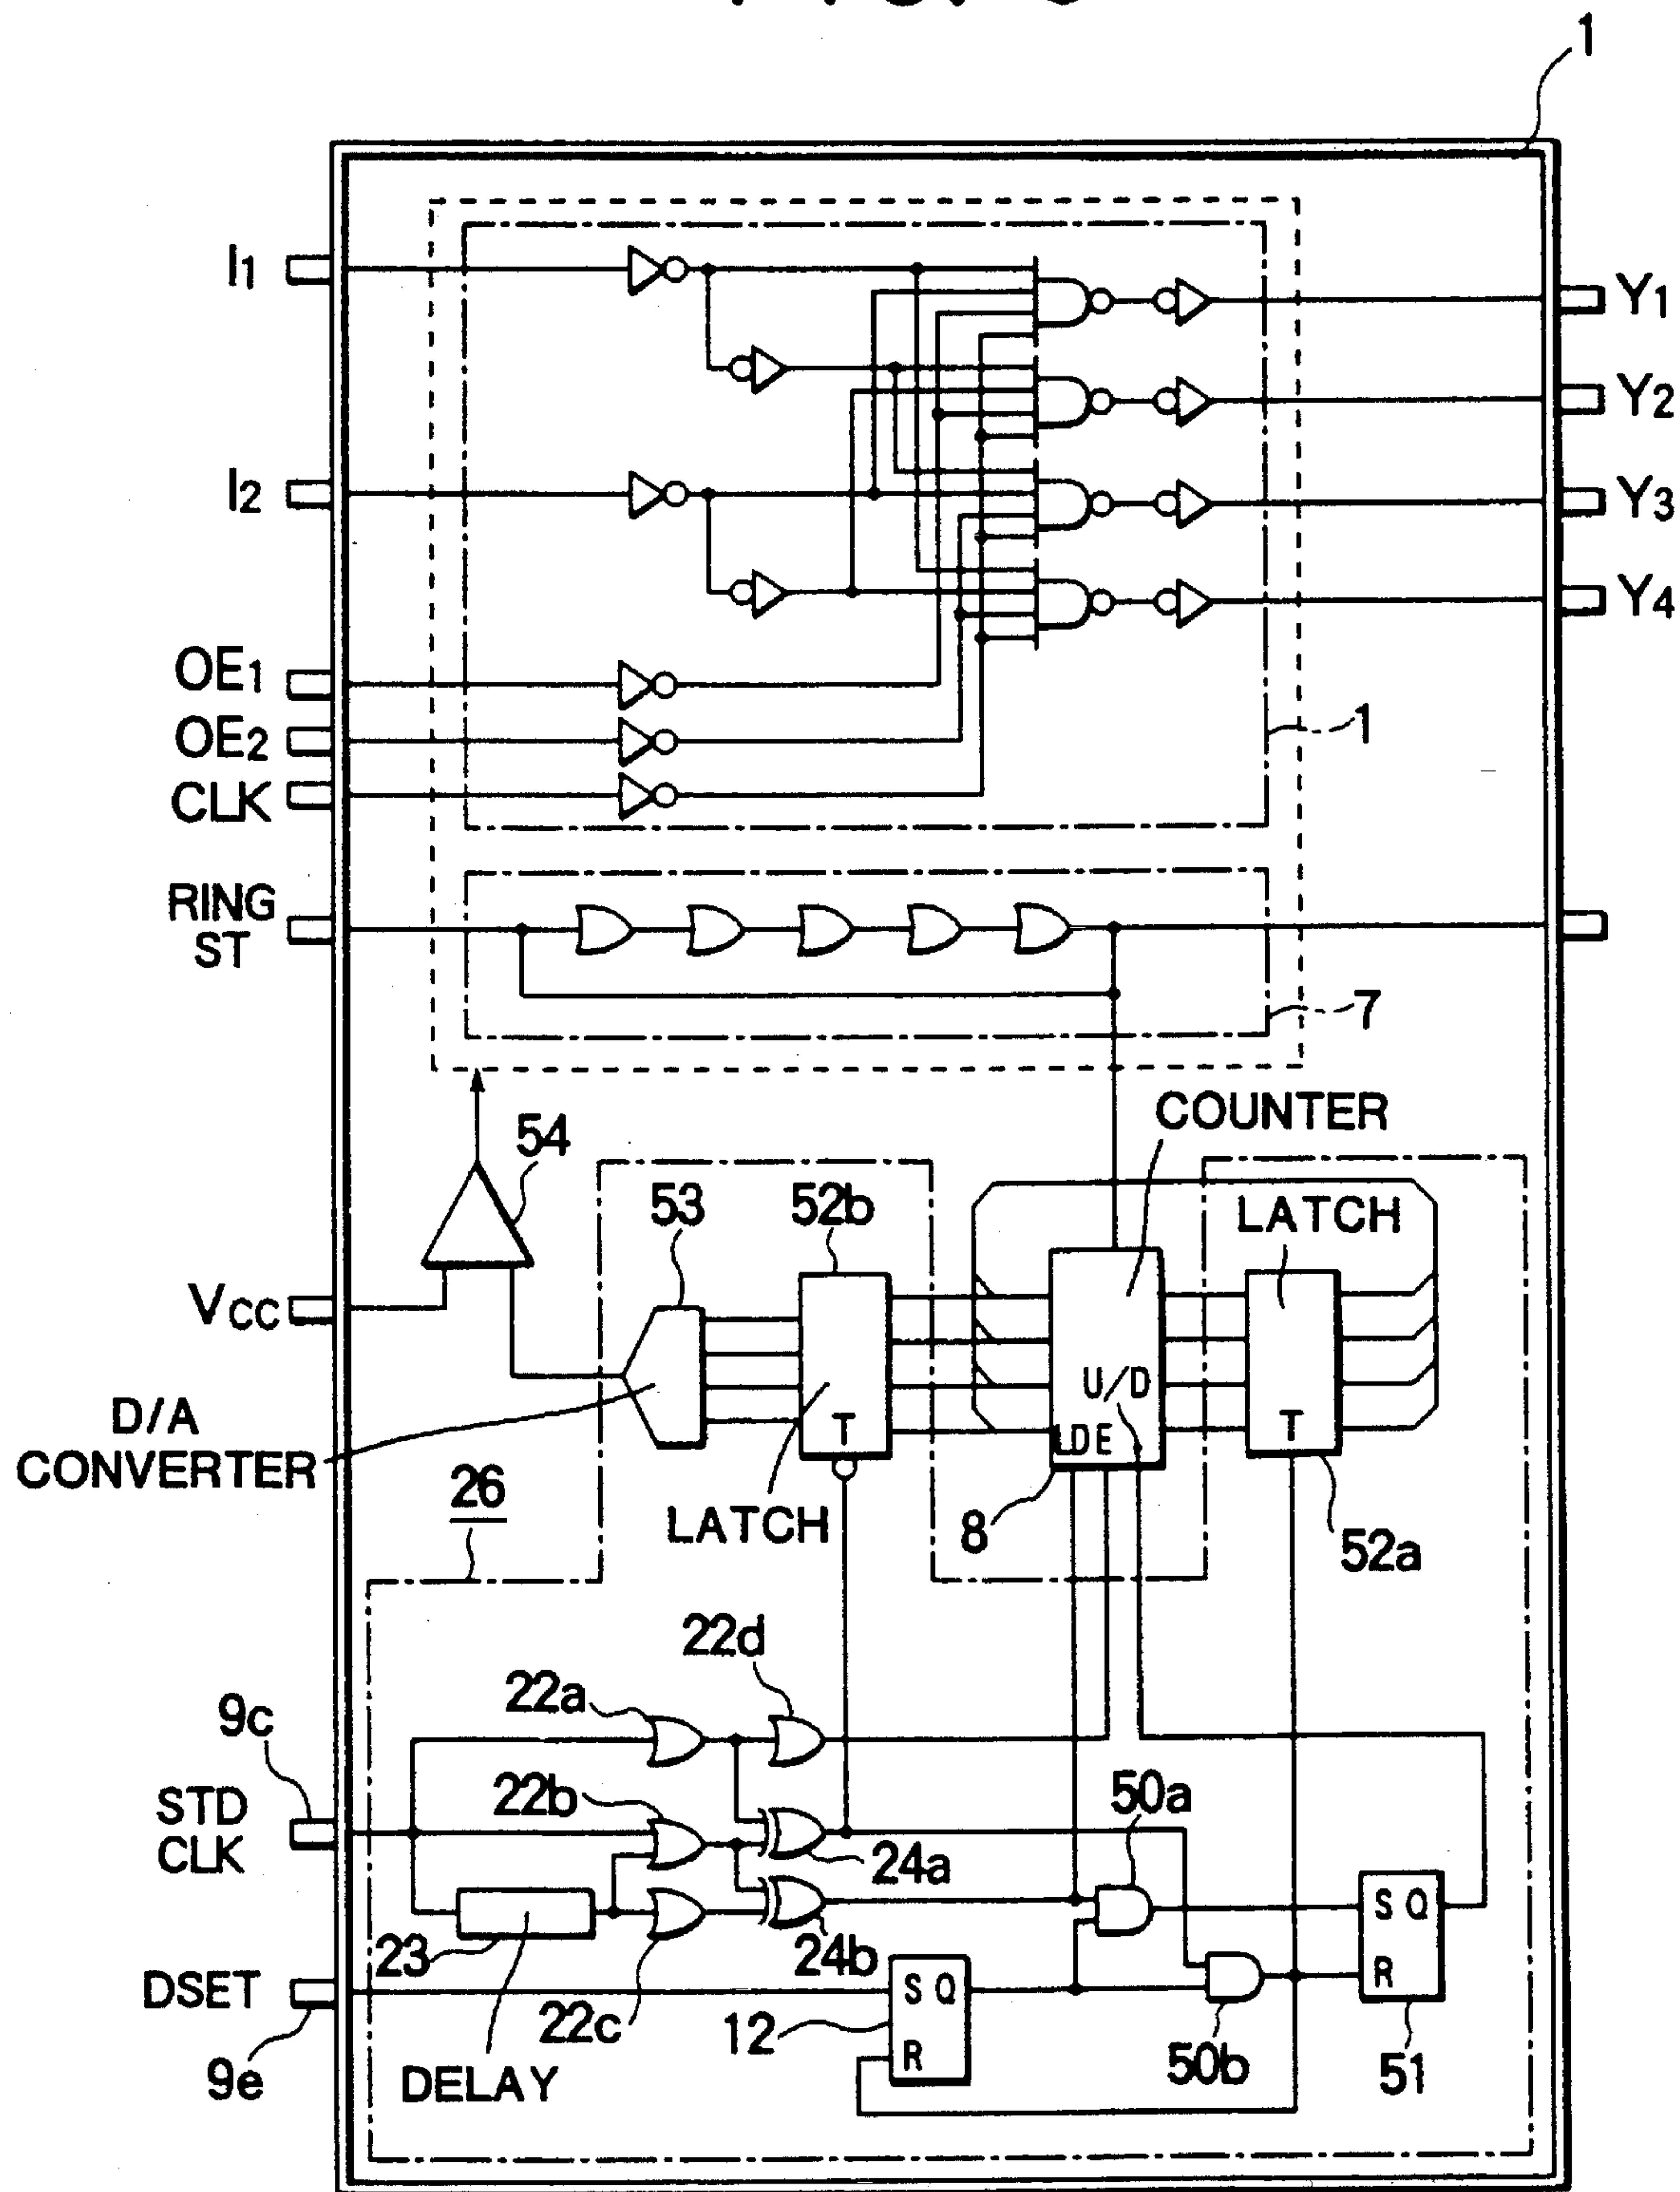 1
I1
Y1
Y2
I2
Y3
Y4
OE1
OE2
CLK
1
RING
ST
7
COUNTER
54
53
52b
LATCH
VCC
U/D
LDE
T
T
D/A
CONVERTER
26
LATCH
8
52a
22d
22a
9c
22b
50a
STD
CLK
24a
S Q
R
23
24b
DSET
S Q
R
22c
12
50b
51
9e
DELAY